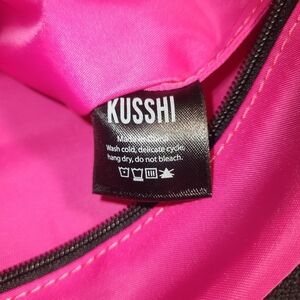 KUSSHI
Made in China
Wash cold, delicate cycle,
hang dry, do not bleach.